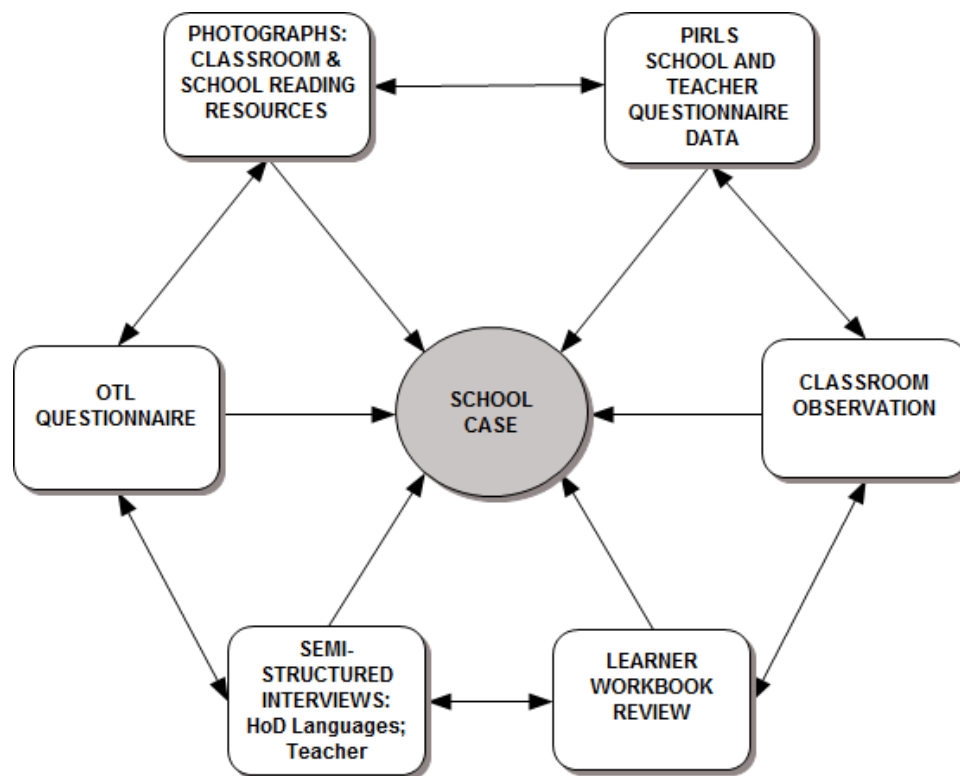 PHOTOGRAPHS:
CLASSROOM &
SCHOOL READING
RESOURCES
PIRLS
SCHOOL AND
TEACHER
QUESTIONNAIRE
DATA
OTL
QUESTIONNAIRE
SCHOOL
CASE
CLASSROOM
OBSERVATION
SEMI-
STRUCTURED
INTERVIEWS:
HoD Languages;
Teacher
LEARNER
WORKBOOK
REVIEW